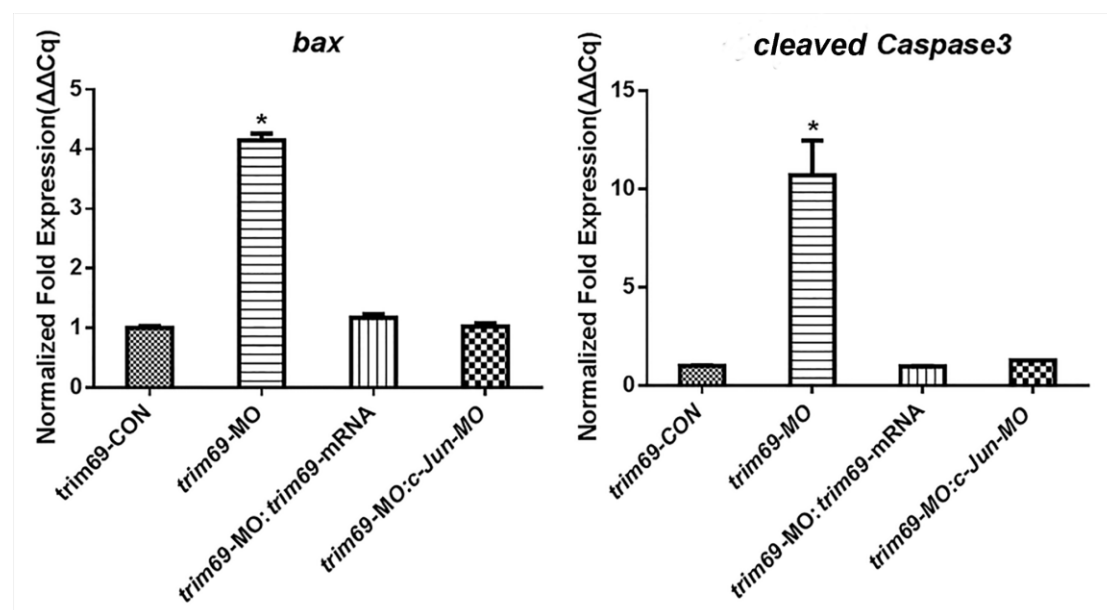 bax
Normalized Fold Expression(ΔΔCq)
5
4
3
2
1
0
*
trim69-CON
trim69-MO
trim69-MO: trim69-mRNA
trim69-MO:c-Jun-MO
cleaved Caspase3
Normalized Fold Expression(ΔΔCq)
15
10
5
0
*
trim69-CON
trim69-MO
trim69-MO: trim69-mRNA
trim69-MO:c-Jun-MO